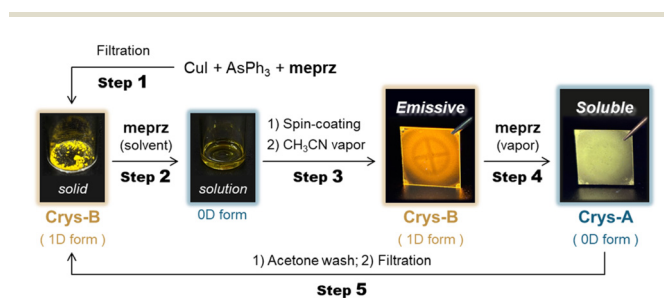 Filtration
CuI + AsPh3 + meprz
Step 1
meprz
(solvent)
Step 2
solid
Crys-B
( 1D form )
solution
0D form
1) Spin-coating
2) CH3CN vapor
Step 3
Emissive
Crys-B
( 1D form )
meprz
(vapor)
Step 4
Soluble
Crys-A
( 0D form )
1) Acetone wash; 2) Filtration
Step 5